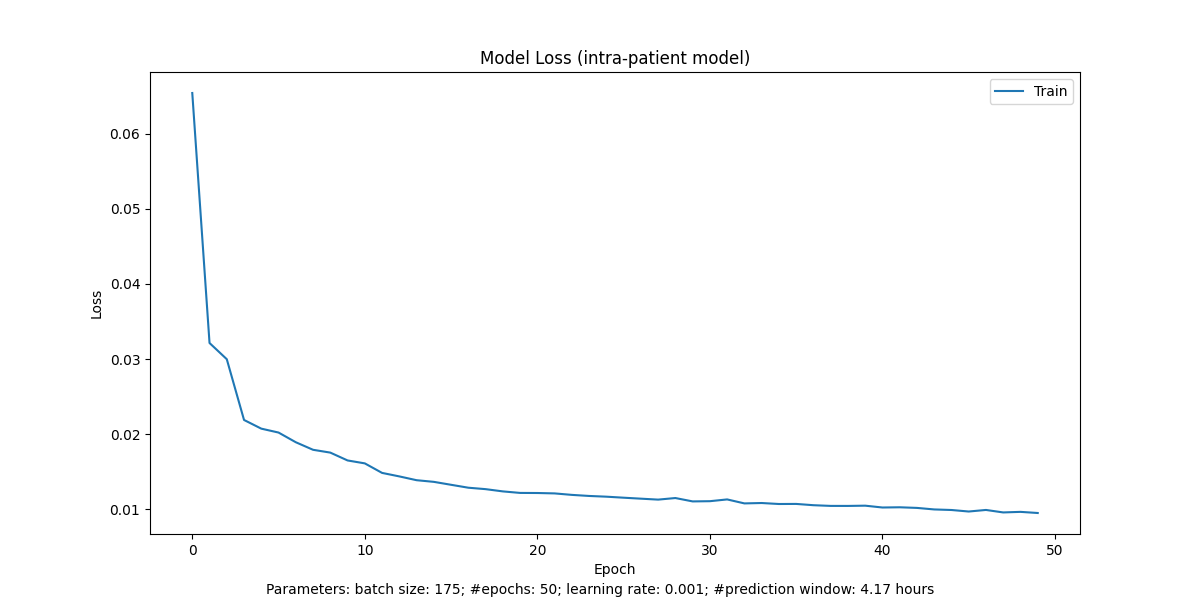 Model Loss (intra-patient model)
Train
0.06
0.05
0.04
0.03
0.02
0.01
Loss
0 10 20 30 40 50
Epoch
Parameters: batch size: 175; #epochs: 50; learning rate: 0.001; #prediction window: 4.17 hours